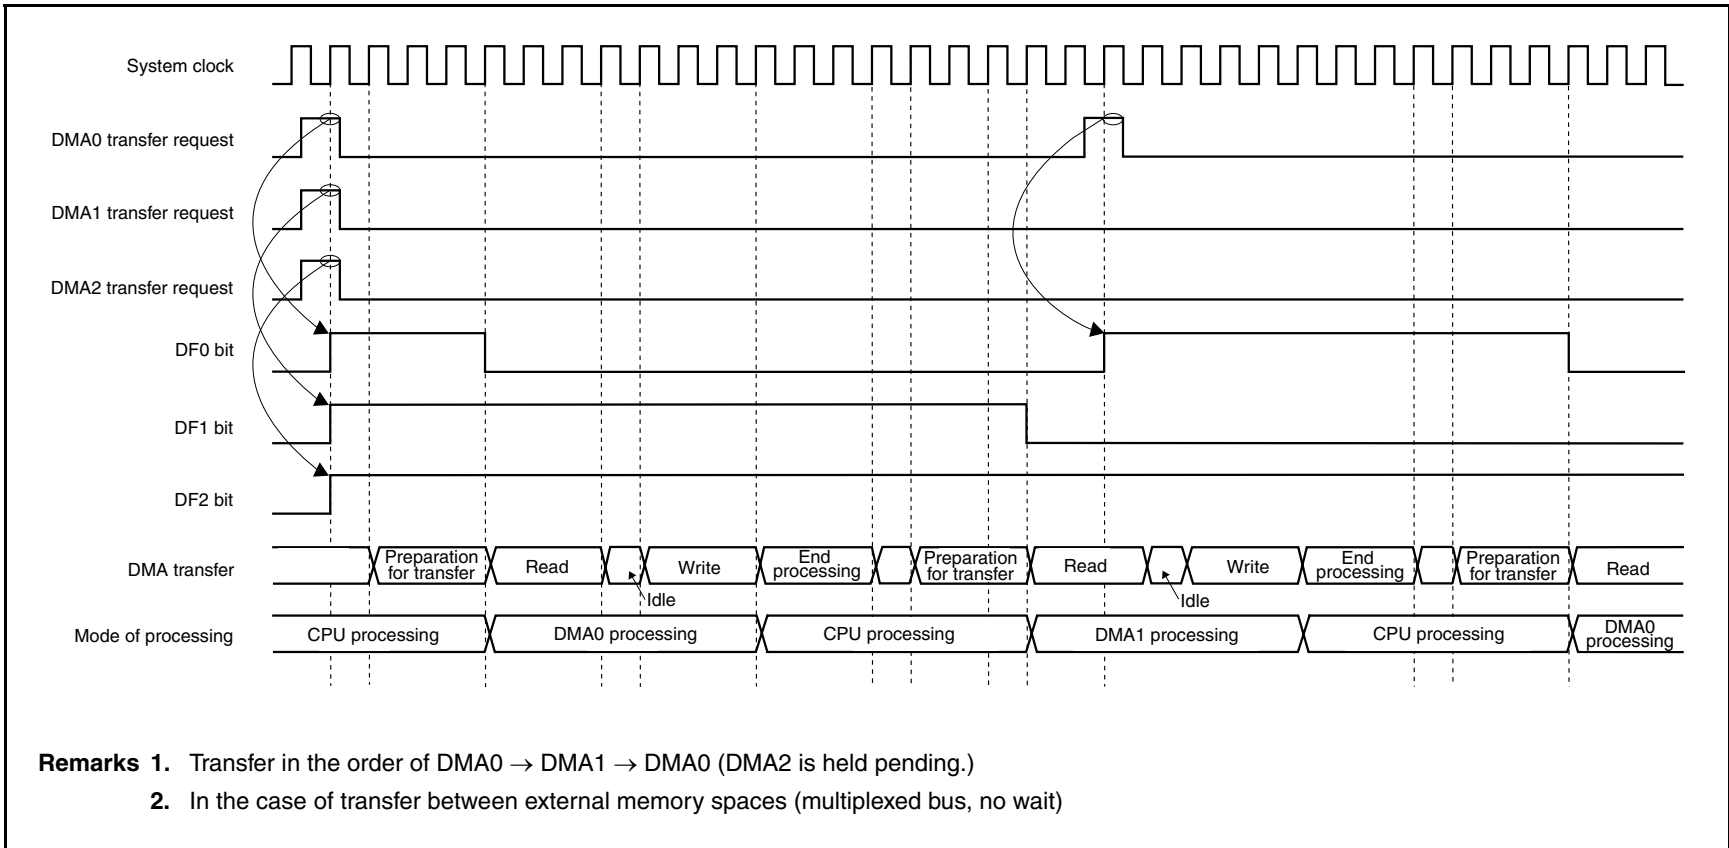 System clock
DMA0 transfer request
DMA1 transfer request
DMA2 transfer request
DF0 bit
DF1 bit
DF2 bit
DMA transfer
Preparation
for transfer
Read
Idle
Write
End
processing
Preparation
for transfer
Read
Idle
Write
End
processing
Preparation
for transfer
Read
Mode of processing
CPU processing
DMA0 processing
CPU processing
DMA1 processing
CPU processing
DMA0
processing
Remarks 1. Transfer in the order of DMA0 → DMA1 → DMA0 (DMA2 is held pending.)
2. In the case of transfer between external memory spaces (multiplexed bus, no wait)